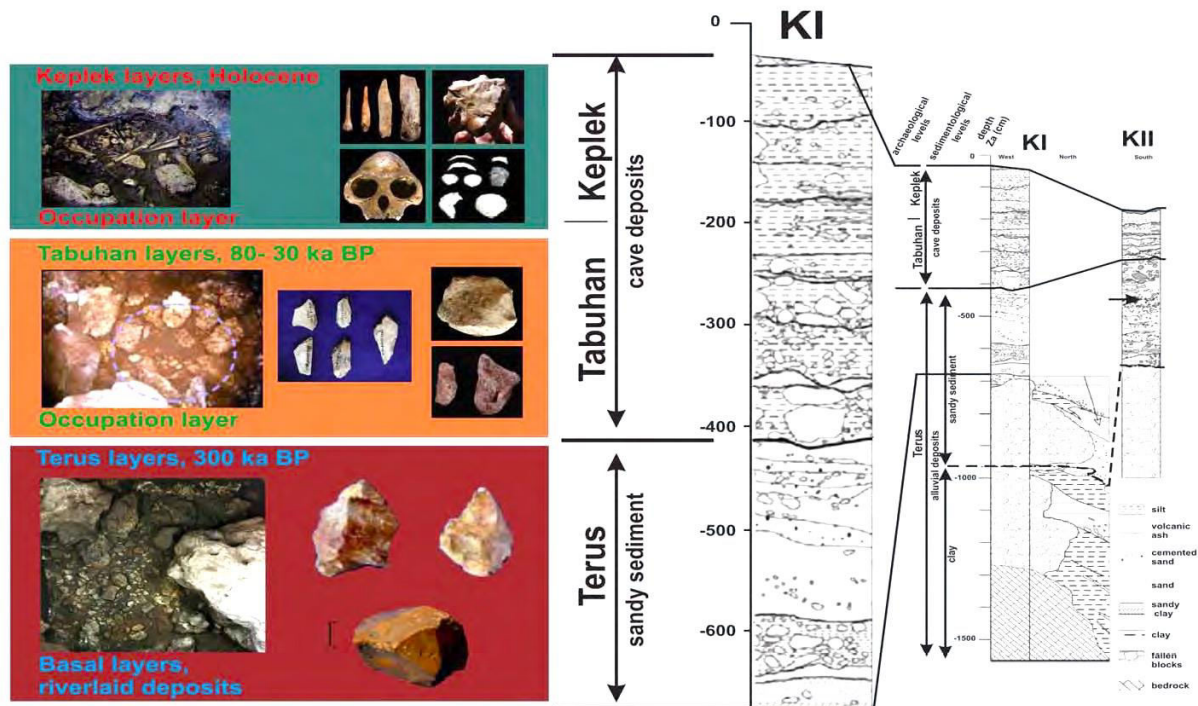 Keplek layers, Holocene
Occupation layer
Tabuhan layers, 80- 30 ka BP
Occupation layer
Terus layers, 300 ka BP
Basal layers,
riverlaid deposits
Keplek
Tabuhan
cave deposits
Terus
sandy sediment
KI
0
-100
-200
-300
-400
-500
-600
archaeological
levels
sedimentological
levels
depth
Za (cm)
KI
KII
West
North
South
0
-500
-1000
-1500
Keplek
Tabuhan
cave deposits
Terus
alluvial deposits
sandy sediment
clay
silt
volcanic
ash
cemented
sand
sand
sandy
clay
clay
fallen
blocks
bedrock